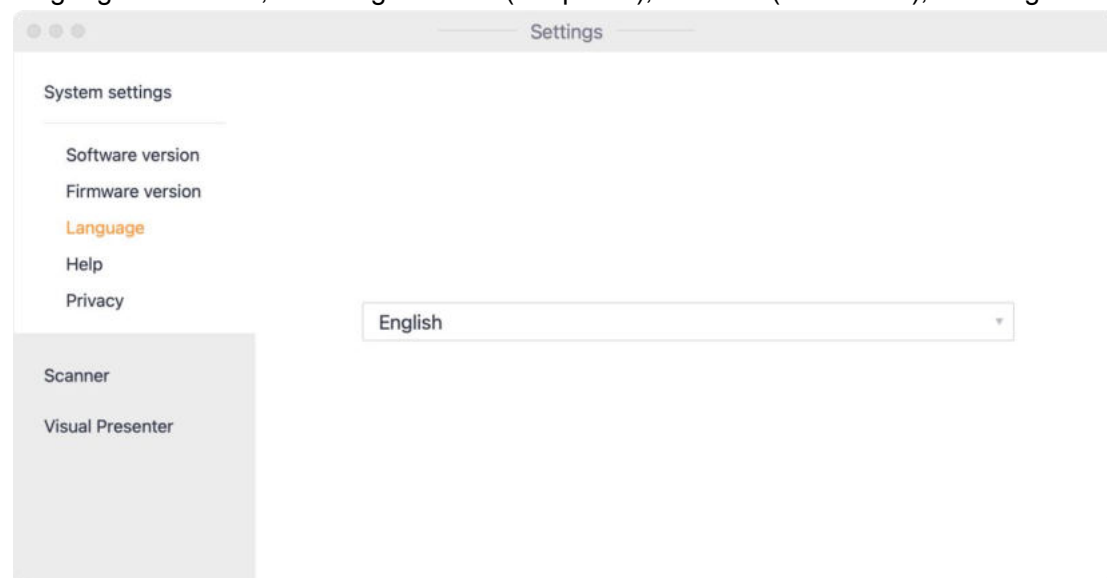 Settings
System settings
Software version
Firmware version
Language
Help
Privacy
English
Scanner
Visual Presenter